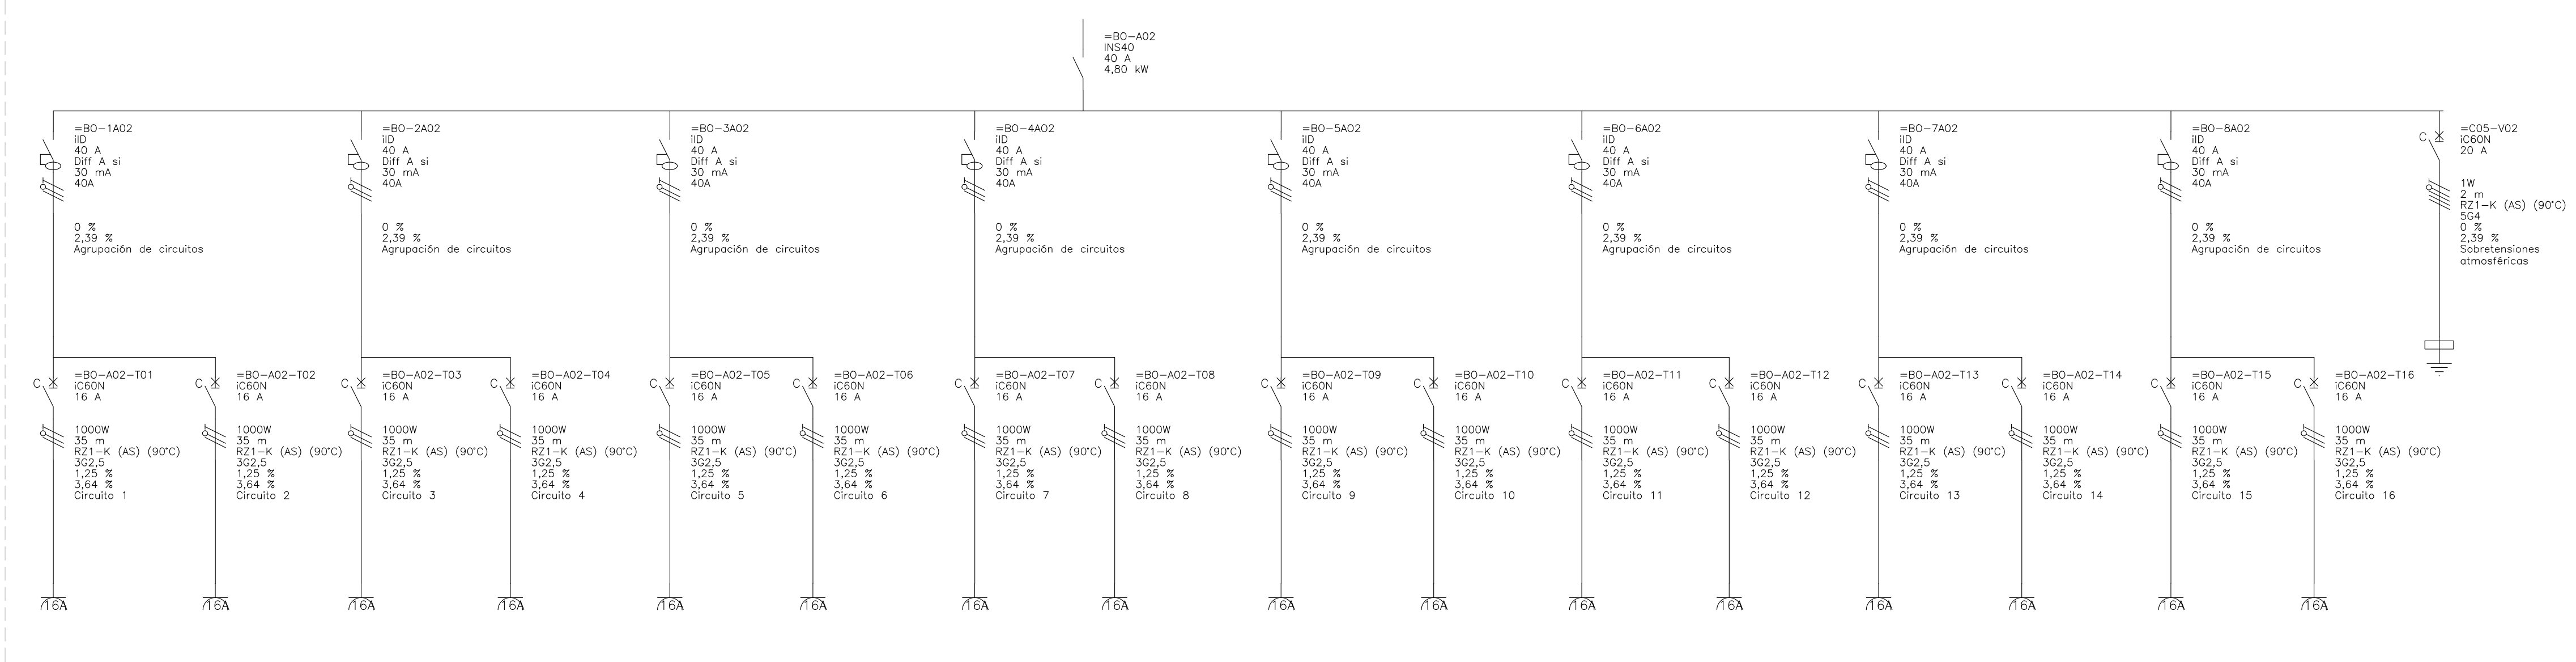 =BO-A02
INS40
40 A
4,80 kW
=BO-1A02
iID
40 A
Diff A si
30 mA
40A
0 %
2,39 %
Agrupación de circuitos
=BO-2A02
iID
40 A
Diff A si
30 mA
40A
0 %
2,39 %
Agrupación de circuitos
=BO-3A02
iID
40 A
Diff A si
30 mA
40A
0 %
2,39 %
Agrupación de circuitos
=BO-4A02
iID
40 A
Diff A si
30 mA
40A
0 %
2,39 %
Agrupación de circuitos
=BO-5A02
iID
40 A
Diff A si
30 mA
40A
0 %
2,39 %
Agrupación de circuitos
=BO-6A02
iID
40 A
Diff A si
30 mA
40A
0 %
2,39 %
Agrupación de circuitos
=BO-7A02
iID
40 A
Diff A si
30 mA
40A
0 %
2,39 %
Agrupación de circuitos
=BO-8A02
iID
40 A
Diff A si
30 mA
40A
0 %
2,39 %
Agrupación de circuitos
C
=C05-V02
iC60N
20 A
1W
2 m
RZ1-K (AS) (90°C)
5G4
0 %
2,39 %
Sobretensiones
atmosféricas
C
=BO-A02-T01
iC60N
16 A
1000W
35 m
RZ1-K (AS) (90°C)
3G2,5
1,25 %
3,64 %
Circuito 1
16A
C
=BO-A02-T02
iC60N
16 A
1000W
35 m
RZ1-K (AS) (90°C)
3G2,5
1,25 %
3,64 %
Circuito 2
16A
C
=BO-A02-T03
iC60N
16 A
1000W
35 m
RZ1-K (AS) (90°C)
3G2,5
1,25 %
3,64 %
Circuito 3
16A
C
=BO-A02-T04
iC60N
16 A
1000W
35 m
RZ1-K (AS) (90°C)
3G2,5
1,25 %
3,64 %
Circuito 4
16A
C
=BO-A02-T05
iC60N
16 A
1000W
35 m
RZ1-K (AS) (90°C)
3G2,5
1,25 %
3,64 %
Circuito 5
16A
C
=BO-A02-T06
iC60N
16 A
1000W
35 m
RZ1-K (AS) (90°C)
3G2,5
1,25 %
3,64 %
Circuito 6
16A
C
=BO-A02-T07
iC60N
16 A
1000W
35 m
RZ1-K (AS) (90°C)
3G2,5
1,25 %
3,64 %
Circuito 7
16A
C
=BO-A02-T08
iC60N
16 A
1000W
35 m
RZ1-K (AS) (90°C)
3G2,5
1,25 %
3,64 %
Circuito 8
16A
C
=BO-A02-T09
iC60N
16 A
1000W
35 m
RZ1-K (AS) (90°C)
3G2,5
1,25 %
3,64 %
Circuito 9
16A
C
=BO-A02-T10
iC60N
16 A
1000W
35 m
RZ1-K (AS) (90°C)
3G2,5
1,25 %
3,64 %
Circuito 10
16A
C
=BO-A02-T11
iC60N
16 A
1000W
35 m
RZ1-K (AS) (90°C)
3G2,5
1,25 %
3,64 %
Circuito 11
16A
C
=BO-A02-T12
iC60N
16 A
1000W
35 m
RZ1-K (AS) (90°C)
3G2,5
1,25 %
3,64 %
Circuito 12
16A
C
=BO-A02-T13
iC60N
16 A
1000W
35 m
RZ1-K (AS) (90°C)
3G2,5
1,25 %
3,64 %
Circuito 13
16A
C
=BO-A02-T14
iC60N
16 A
1000W
35 m
RZ1-K (AS) (90°C)
3G2,5
1,25 %
3,64 %
Circuito 14
16A
C
=BO-A02-T15
iC60N
16 A
1000W
35 m
RZ1-K (AS) (90°C)
3G2,5
1,25 %
3,64 %
Circuito 15
16A
C
=BO-A02-T16
iC60N
16 A
1000W
35 m
RZ1-K (AS) (90°C)
3G2,5
1,25 %
3,64 %
Circuito 16
16A